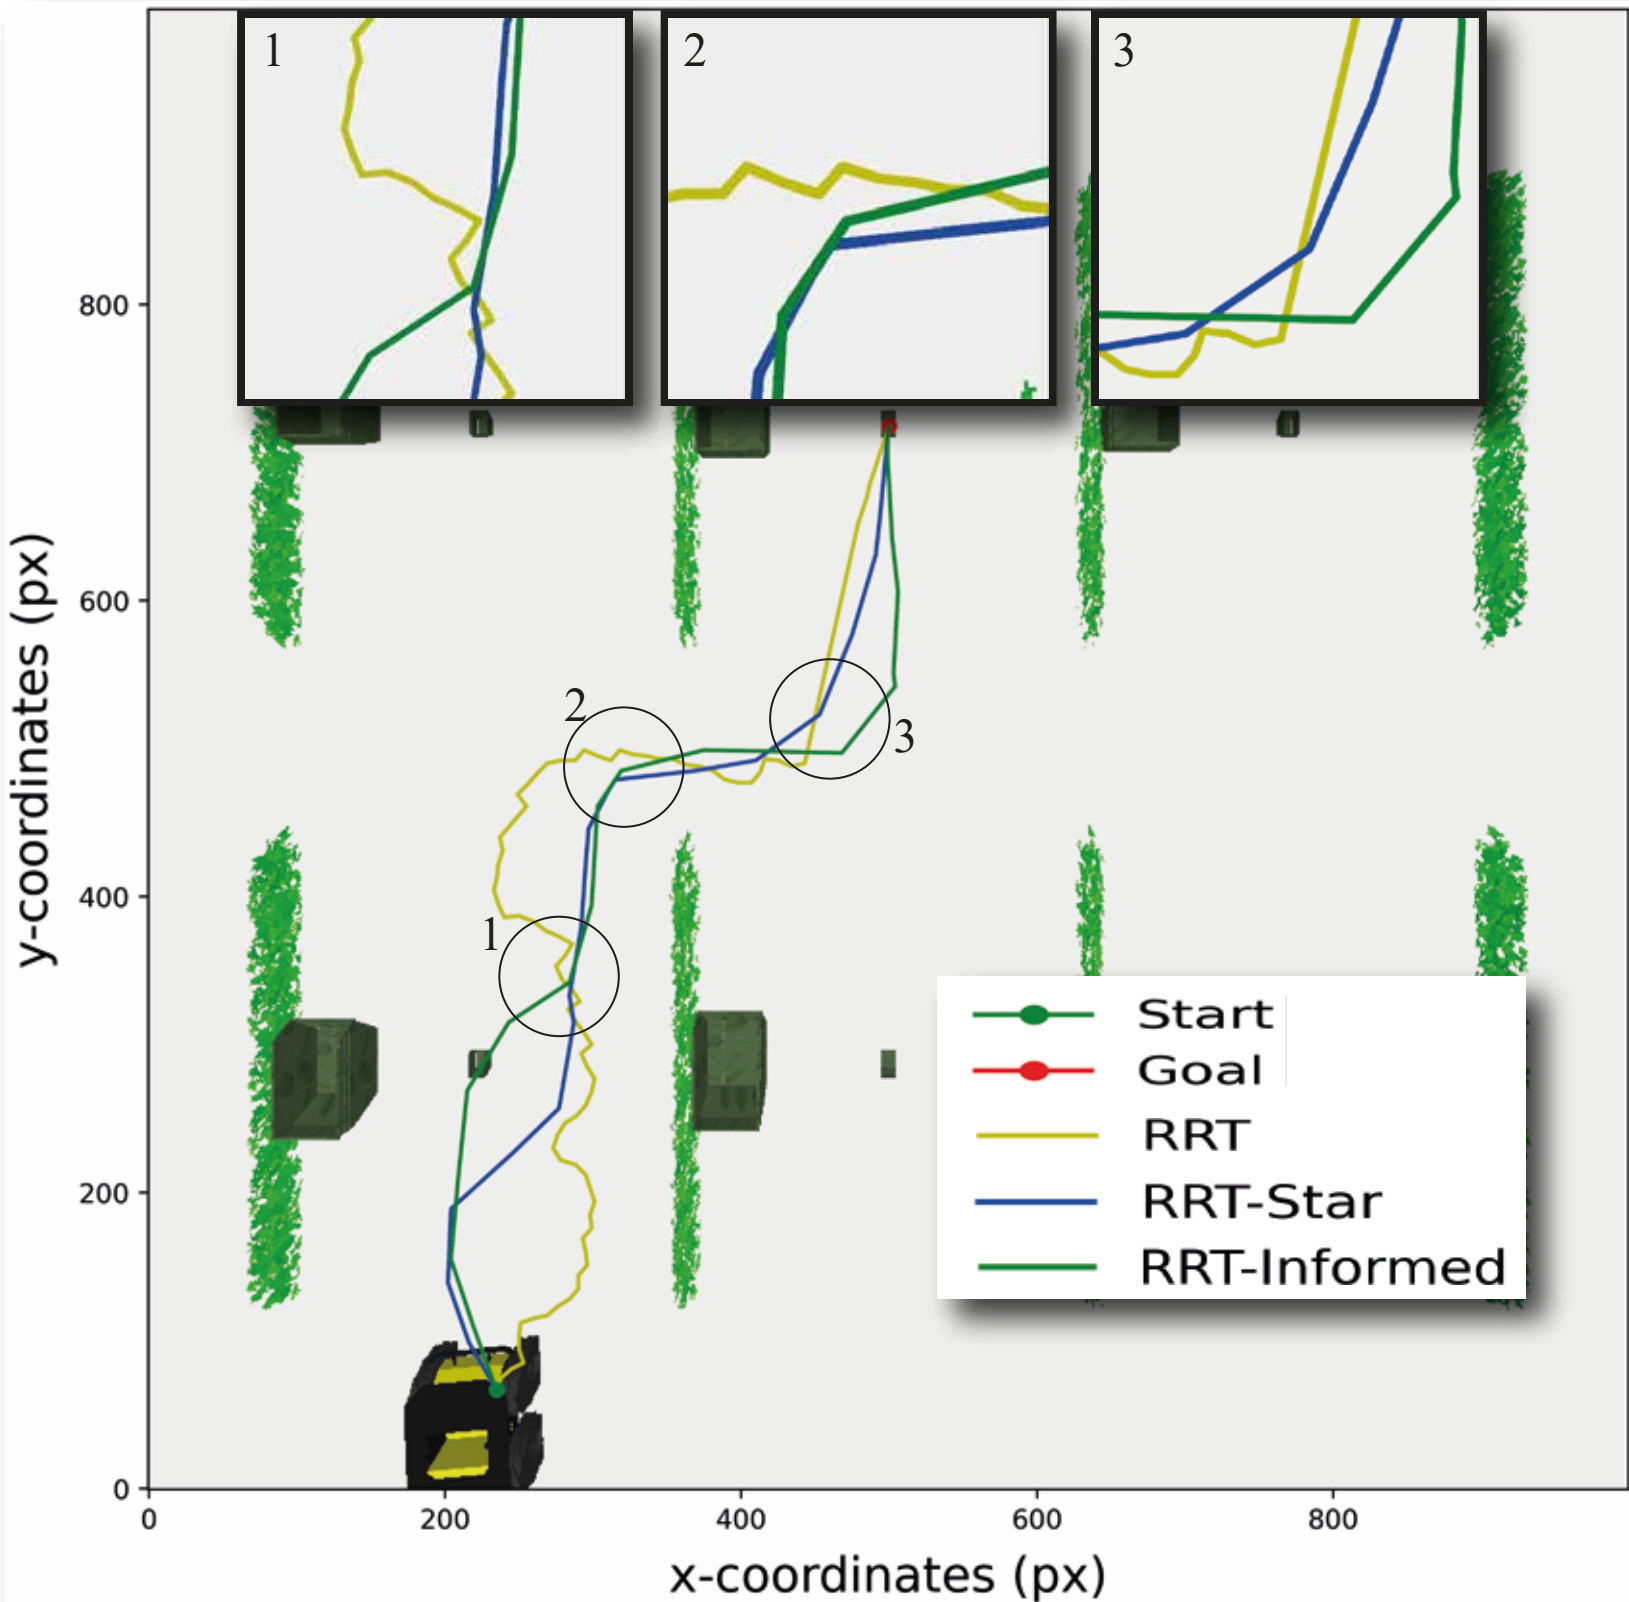 1
2
3
800
600
400
200
0
0 200 400 600 800
y-coordinates (px)
x-coordinates (px)
2
3
1
Start
Goal
RRT
RRT-Star
RRT-Informed